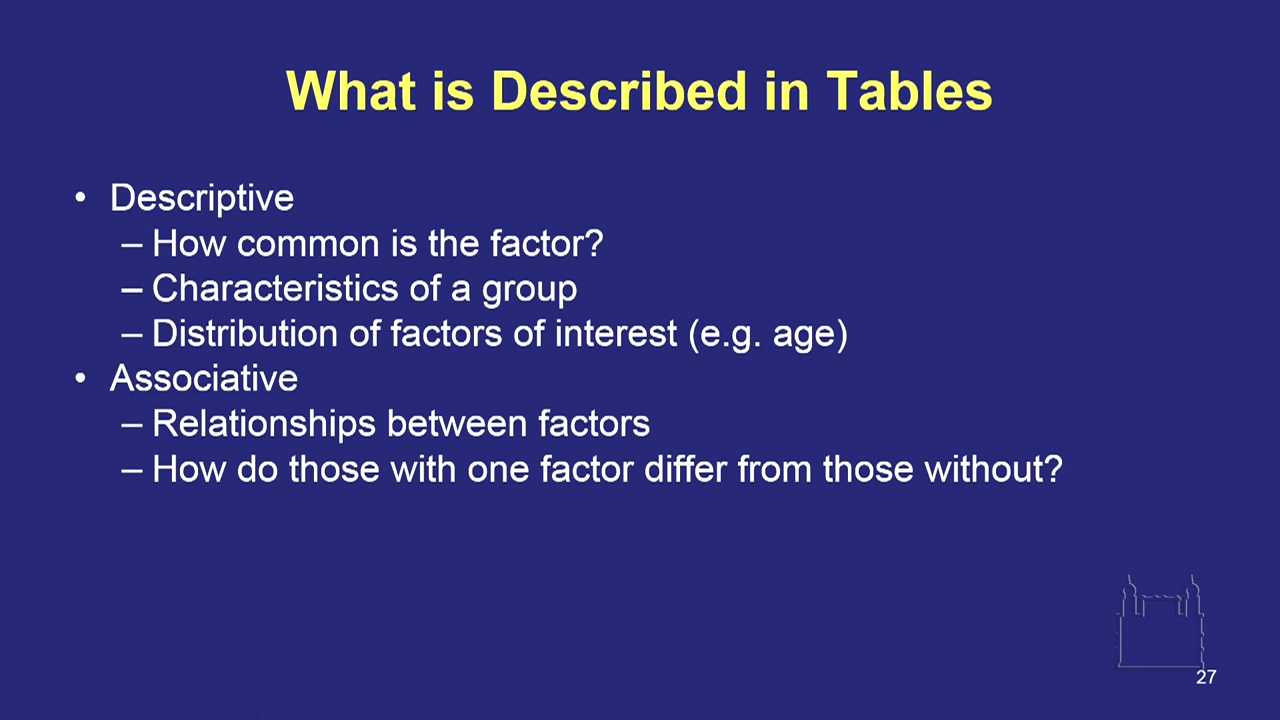 What is Described in Tables
• Descriptive
– How common is the factor?
– Characteristics of a group
– Distribution of factors of interest (e.g. age)
• Associative
– Relationships between factors
– How do those with one factor differ from those without?
27